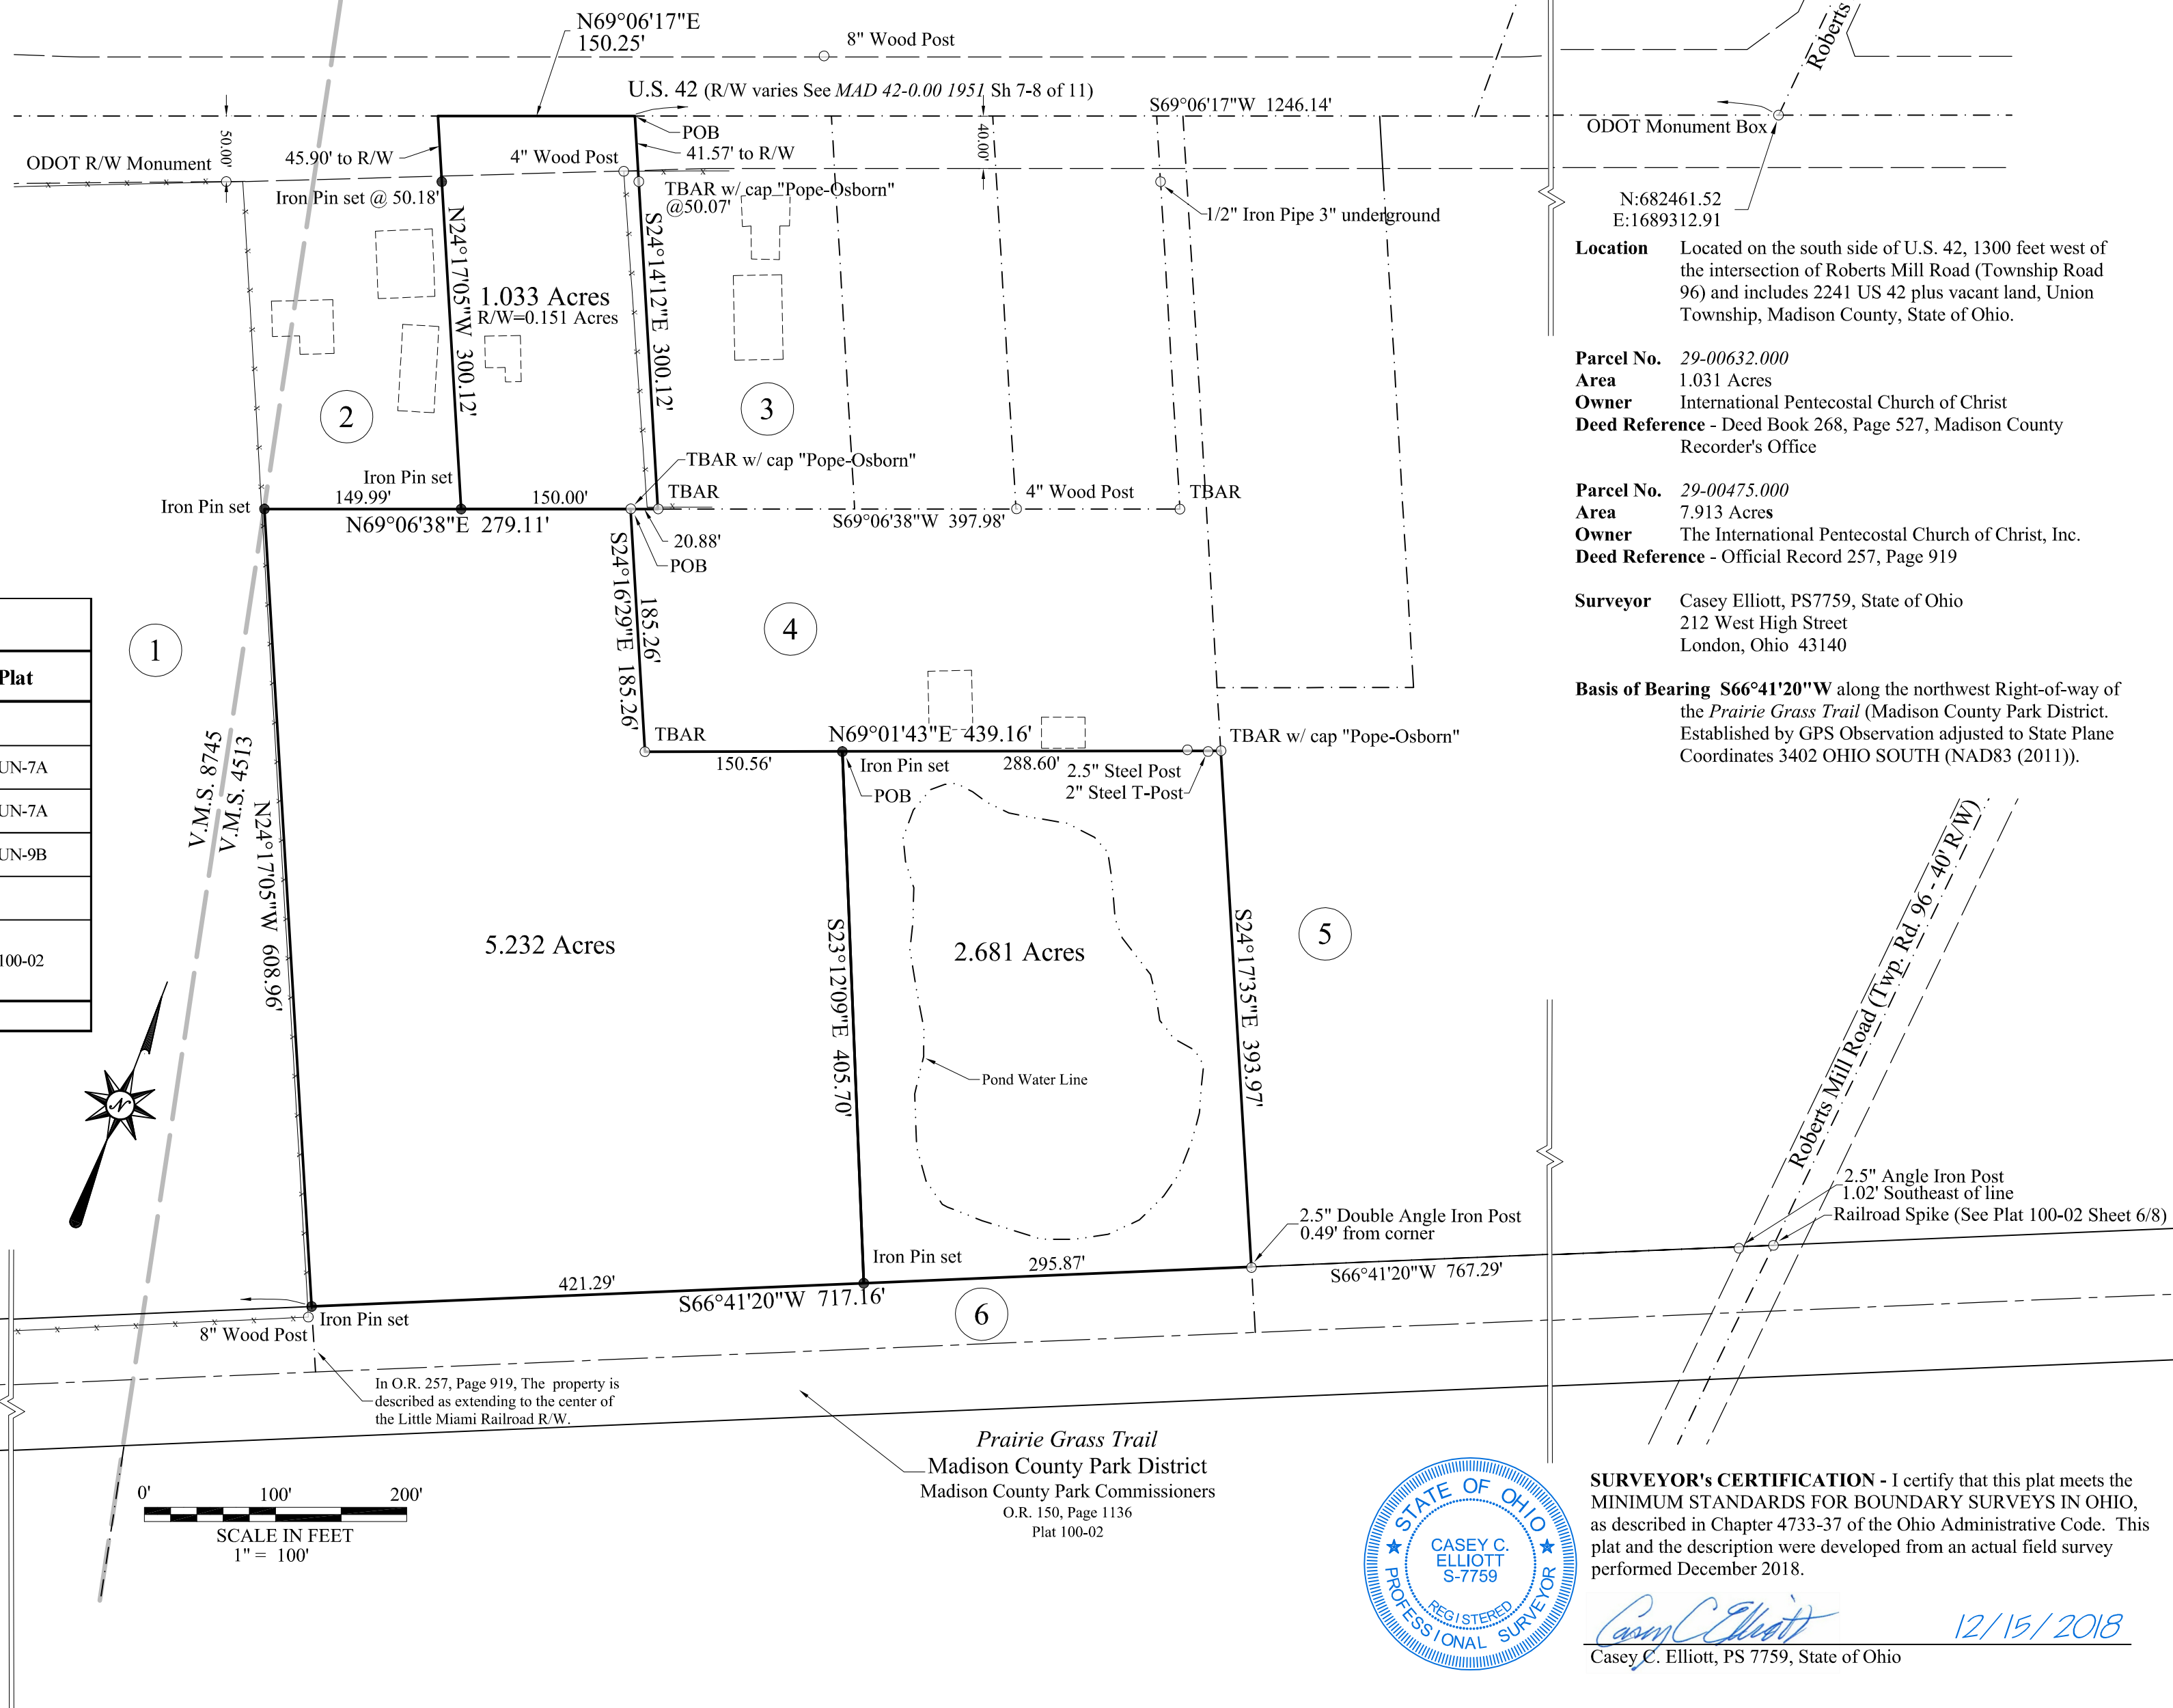 N69°06'17"E
150.25'
8" Wood Post
Roberts
U.S. 42 (R/W varies See MAD 42-0.00 1951 Sh 7-8 of 11)
S69°06'17"W 1246.14'
ODOT Monument Box
POB
50.00'
40.00'
ODOT R/W Monument
45.90' to R/W
4" Wood Post
41.57' to R/W
Iron Pin set @ 50.18'
TBAR w/ cap "Pope-Osborn"
@50.07'
1/2" Iron Pipe 3" underground
N:682461.52
E:1689312.91
N24°17'05"W 300.12'
S24°14'12"E 300.12'
1.033 Acres
R/W=0.151 Acres
2
3
Location Located on the south side of U.S. 42, 1300 feet west of
the intersection of Roberts Mill Road (Township Road
96) and includes 2241 US 42 plus vacant land, Union
Township, Madison County, State of Ohio.
Parcel No. 29-00632.000
Area 1.031 Acres
Owner International Pentecostal Church of Christ
Deed Reference - Deed Book 268, Page 527, Madison County
Recorder's Office
Parcel No. 29-00475.000
Area 7.913 Acres
Owner The International Pentecostal Church of Christ, Inc.
Deed Reference - Official Record 257, Page 919
Surveyor Casey Elliott, PS7759, State of Ohio
212 West High Street
London, Ohio 43140
Basis of Bearing S66°41'20"W along the northwest Right-of-way of
the Prairie Grass Trail (Madison County Park District.
Established by GPS Observation adjusted to State Plane
Coordinates 3402 OHIO SOUTH (NAD83 (2011)).
TBAR w/ cap "Pope-Osborn"
Iron Pin set
Iron Pin set
149.99'
150.00'
TBAR
4" Wood Post
TBAR
N69°06'38"E 279.11'
S69°06'38"W 397.98'
20.88'
POB
S24°16'29"E 185.26'
185.26'
1
4
Plat
UN-7A
UN-7A
UN-9B
100-02
V.M.S. 8745
V.M.S. 4513
N24°17'05"W 608.96'
TBAR
N69°01'43"E 439.16'
TBAR w/ cap "Pope-Osborn"
150.56'
Iron Pin set
288.60'
2.5" Steel Post
2" Steel T-Post
POB
5.232 Acres
S23°12'09"E 405.70'
2.681 Acres
S24°17'35"E 393.97'
5
Pond Water Line
N
Roberts Mill Road (Twp. Rd. 96 - 40' R/W)
2.5" Angle Iron Post
1.02' Southeast of line
Railroad Spike (See Plat 100-02 Sheet 6/8)
2.5" Double Angle Iron Post
0.49' from corner
Iron Pin set
421.29'
295.87'
S66°41'20"W 767.29'
S66°41'20"W 717.16'
6
Iron Pin set
8" Wood Post
In O.R. 257, Page 919, The property is
described as extending to the center of
the Little Miami Railroad R/W.
Prairie Grass Trail
Madison County Park District
Madison County Park Commissioners
O.R. 150, Page 1136
Plat 100-02
0' 100' 200'
SCALE IN FEET
1" = 100'
STATE OF OHIO
CASEY C.
ELLIOTT
S-7759
REGISTERED
PROFESSIONAL SURVEYOR
SURVEYOR's CERTIFICATION - I certify that this plat meets the
MINIMUM STANDARDS FOR BOUNDARY SURVEYS IN OHIO,
as described in Chapter 4733-37 of the Ohio Administrative Code. This
plat and the description were developed from an actual field survey
performed December 2018.
Casey C Elliott 12/15/2018
Casey C. Elliott, PS 7759, State of Ohio